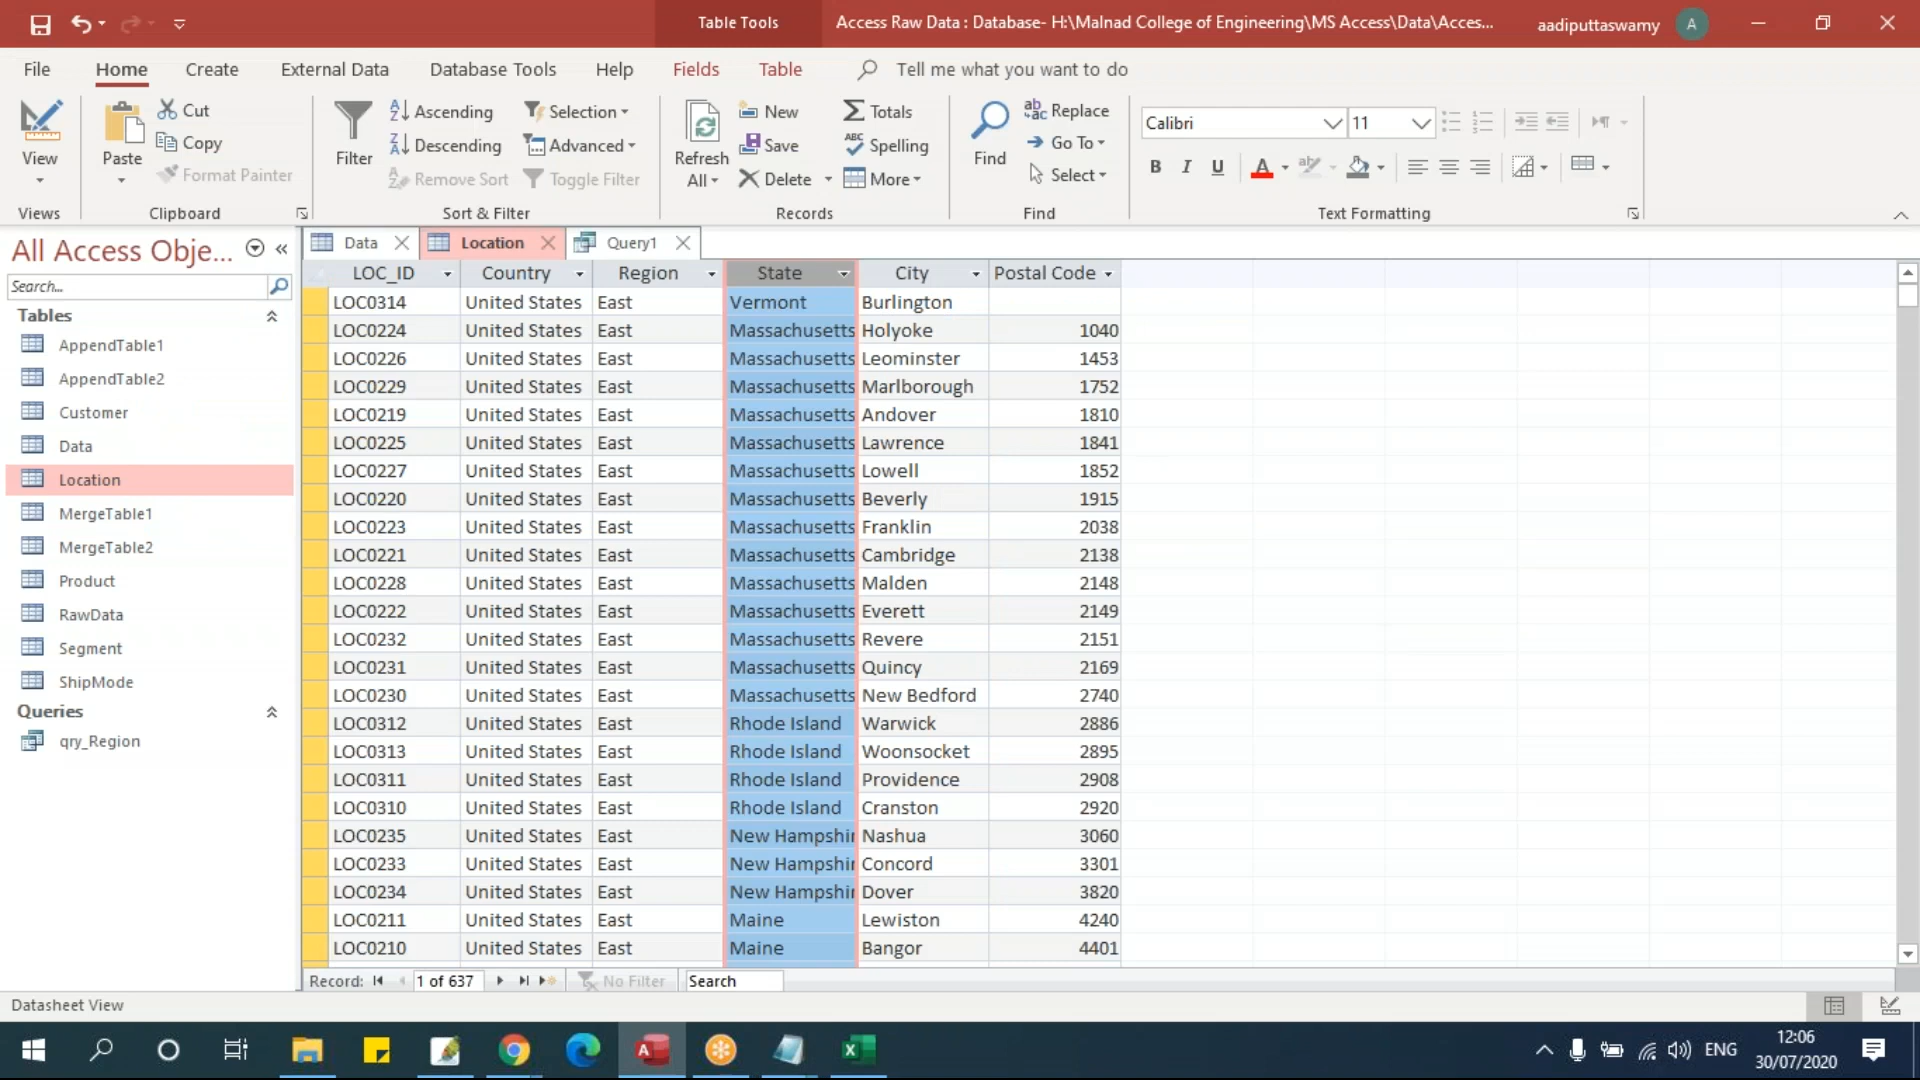 Table Tools
Access Raw Data : Database- H:\Malnad College of Engineering\MS Access\Data\Acces...
aadiputtaswamy
A
File Home Create External Data Database Tools Help Fields Table Tell me what you want to do
View
Views
Paste
Cut
Copy
Format Painter
Clipboard
Filter
Ascending
Descending
Remove Sort
Selection
Advanced
Toggle Filter
Sort & Filter
Refresh
All
New
Save
Delete
Totals
Spelling
More
Records
Find
Replace
Go To
Select
Find
Calibri
11
B I U A
Text Formatting
All Access Obje...
Search...
Tables
AppendTable1
AppendTable2
Customer
Data
Location
MergeTable1
MergeTable2
Product
RawData
Segment
ShipMode
Queries
qry_Region
Data Location Query1
LOC_ID Country Region State City Postal Code
LOC0314 United States East Vermont Burlington
LOC0224 United States East Massachusetts Holyoke 1040
LOC0226 United States East Massachusetts Leominster 1453
LOC0229 United States East Massachusetts Marlborough 1752
LOC0219 United States East Massachusetts Andover 1810
LOC0225 United States East Massachusetts Lawrence 1841
LOC0227 United States East Massachusetts Lowell 1852
LOC0220 United States East Massachusetts Beverly 1915
LOC0223 United States East Massachusetts Franklin 2038
LOC0221 United States East Massachusetts Cambridge 2138
LOC0228 United States East Massachusetts Malden 2148
LOC0222 United States East Massachusetts Everett 2149
LOC0232 United States East Massachusetts Revere 2151
LOC0231 United States East Massachusetts Quincy 2169
LOC0230 United States East Massachusetts New Bedford 2740
LOC0312 United States East Rhode Island Warwick 2886
LOC0313 United States East Rhode Island Woonsocket 2895
LOC0311 United States East Rhode Island Providence 2908
LOC0310 United States East Rhode Island Cranston 2920
LOC0235 United States East New Hampshir Nashua 3060
LOC0233 United States East New Hampshir Concord 3301
LOC0234 United States East New Hampshir Dover 3820
LOC0211 United States East Maine Lewiston 4240
LOC0210 United States East Maine Bangor 4401
Record: 1 of 637 No Filter Search
Datasheet View
ENG
12:06
30/07/2020